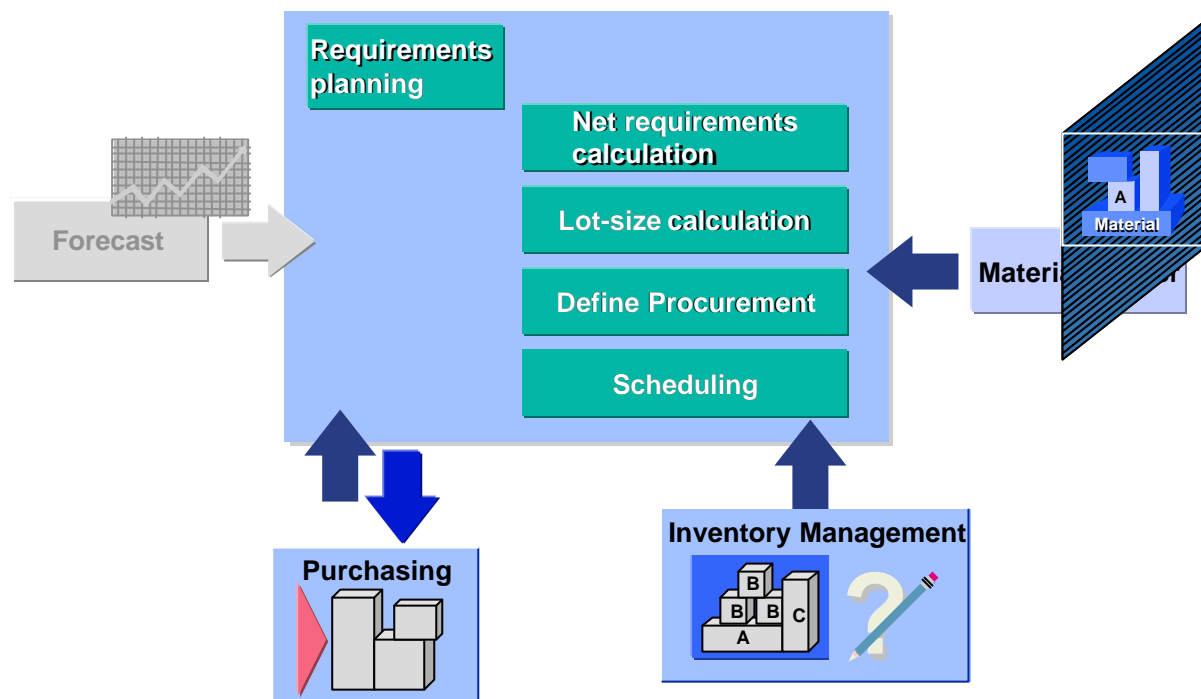 Requirements
planning
Net requirements
calculation
Lot-size calculation
Define Procurement
Scheduling
Forecast
A
Material
Purchasing
Inventory Management
B
B
B
C
A